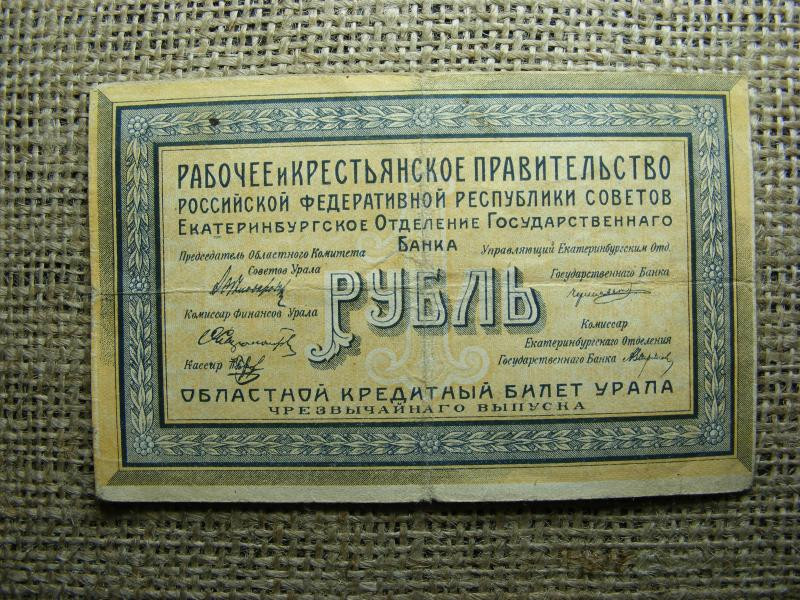 РАБОЧЕЕ и КРЕСТЬЯНСКОЕ ПРАВИТЕЛЬСТВО
РОССИЙСКОЙ ФЕДЕРАТИВНОЙ РЕСПУБЛИКИ СОВЕТОВ
ЕКАТЕРИНБУРГСКОЕ ОТДЕЛЕНИЕ ГОСУДАРСТВЕННАГО
БАНКА
Председатель Областного Комитета
Советов Урала
Управляющий Екатеринбургским Отд.
Государственнаго Банка
РУБЛЬ
Комиссар Финансов Урала
Комиссар
Екатеринбургскаго Отделения
Государственнаго Банка
Кассир
ОБЛАСТНОЙ КРЕДИТНЫЙ БИЛЕТ УРАЛА
ЧРЕЗВЫЧАЙНАГО ВЫПУСКА